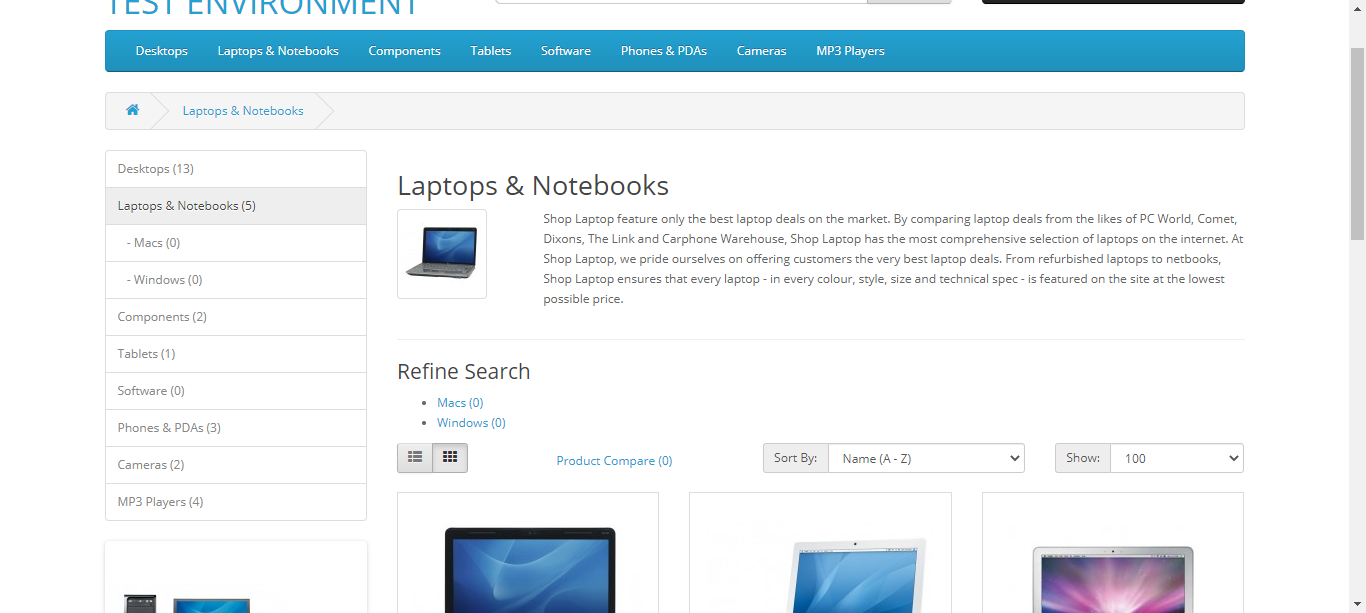 TEST ENVIRONMENT
Desktops Laptops & Notebooks Components Tablets Software Phones & PDAs Cameras MP3 Players
Laptops & Notebooks
Desktops (13)
Laptops & Notebooks (5)
- Macs (0)
- Windows (0)
Components (2)
Tablets (1)
Software (0)
Phones & PDAs (3)
Cameras (2)
MP3 Players (4)
Laptops & Notebooks
Shop Laptop feature only the best laptop deals on the market. By comparing laptop deals from the likes of PC World, Comet,
Dixons, The Link and Carphone Warehouse, Shop Laptop has the most comprehensive selection of laptops on the internet. At
Shop Laptop, we pride ourselves on offering customers the very best laptop deals. From refurbished laptops to netbooks,
Shop Laptop ensures that every laptop - in every colour, style, size and technical spec - is featured on the site at the lowest
possible price.
Refine Search
Macs (0)
Windows (0)
Product Compare (0) Sort By: Name (A - Z) Show: 100